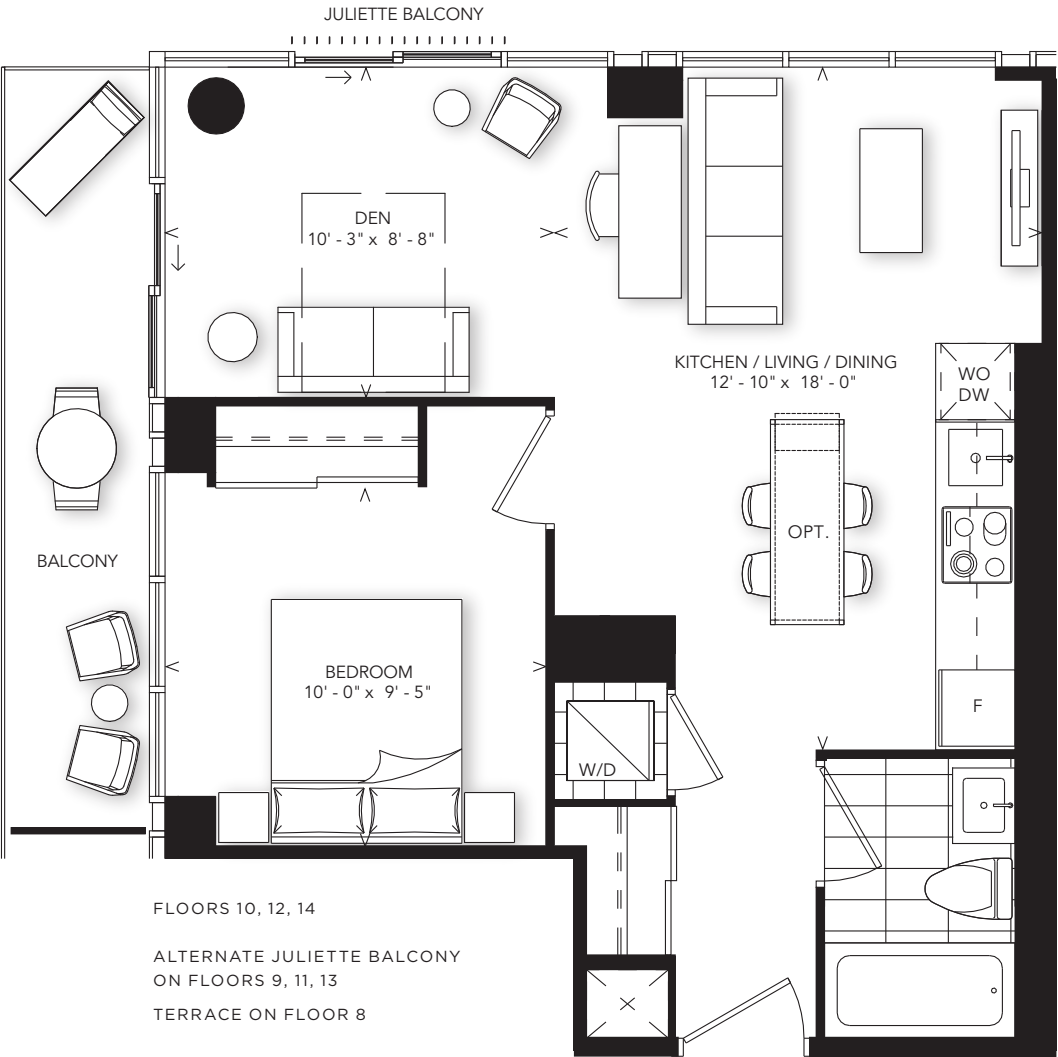 JULIETTE BALCONY
DEN
10' - 3" x 8' - 8"
KITCHEN / LIVING / DINING
12' - 10" x 18' - 0"
WO
DW
OPT.
BALCONY
BEDROOM
10' - 0" x 9' - 5"
F
W/D
FLOORS 10, 12, 14
ALTERNATE JULIETTE BALCONY
ON FLOORS 9, 11, 13
TERRACE ON FLOOR 8